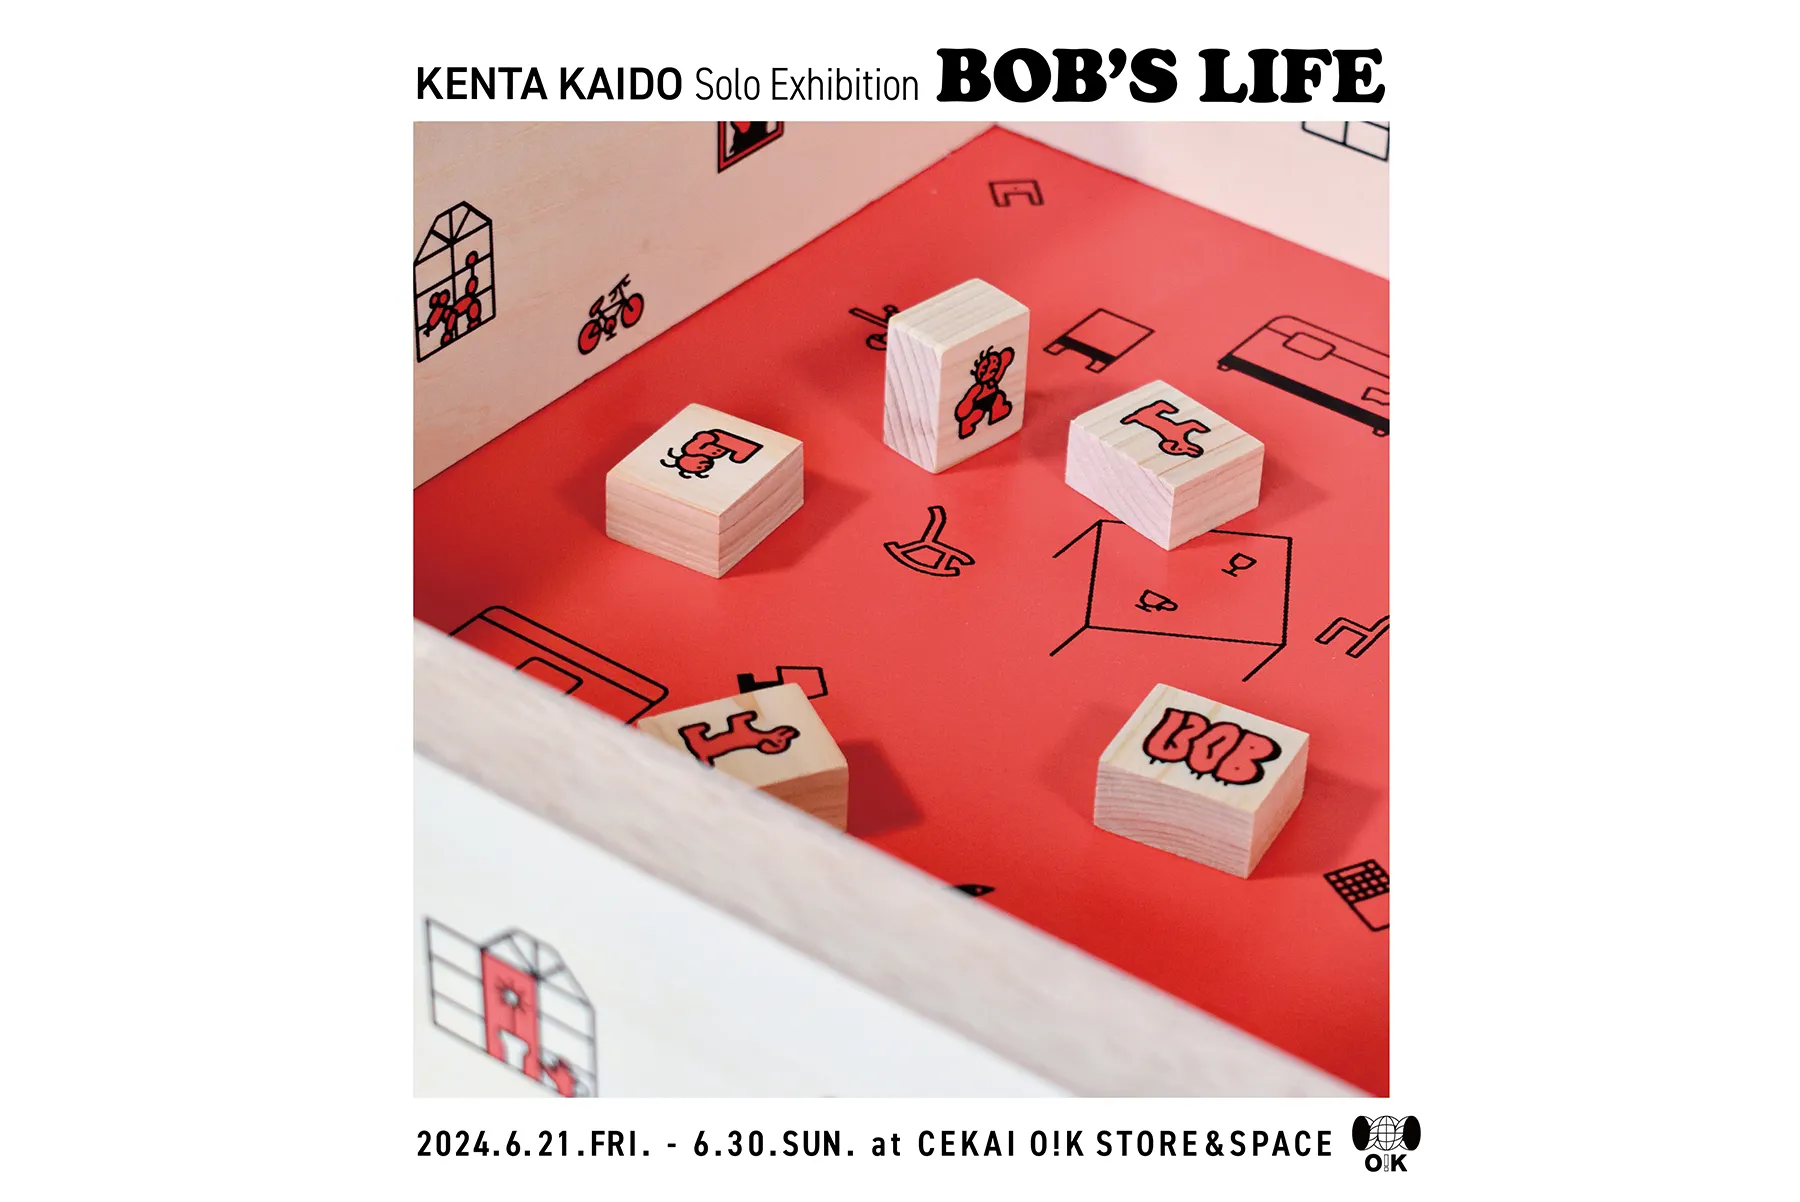 KENTA KAIDO Solo Exhibition BOB'S LIFE
BOB
2024.6.21.FRI. - 6.30.SUN. at CEKAI O!K STORE&SPACE
O!K